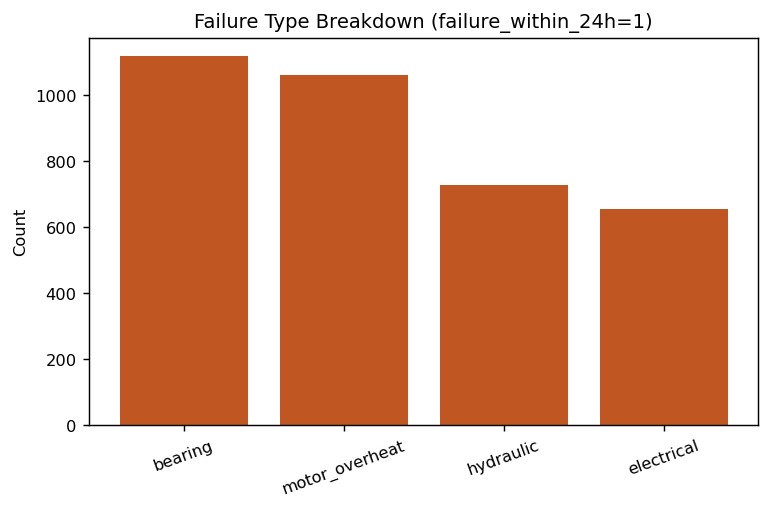 Failure Type Breakdown (failure_within_24h=1)
1000
800
600
400
200
0
Count
bearing
motor_overheat
hydraulic
electrical